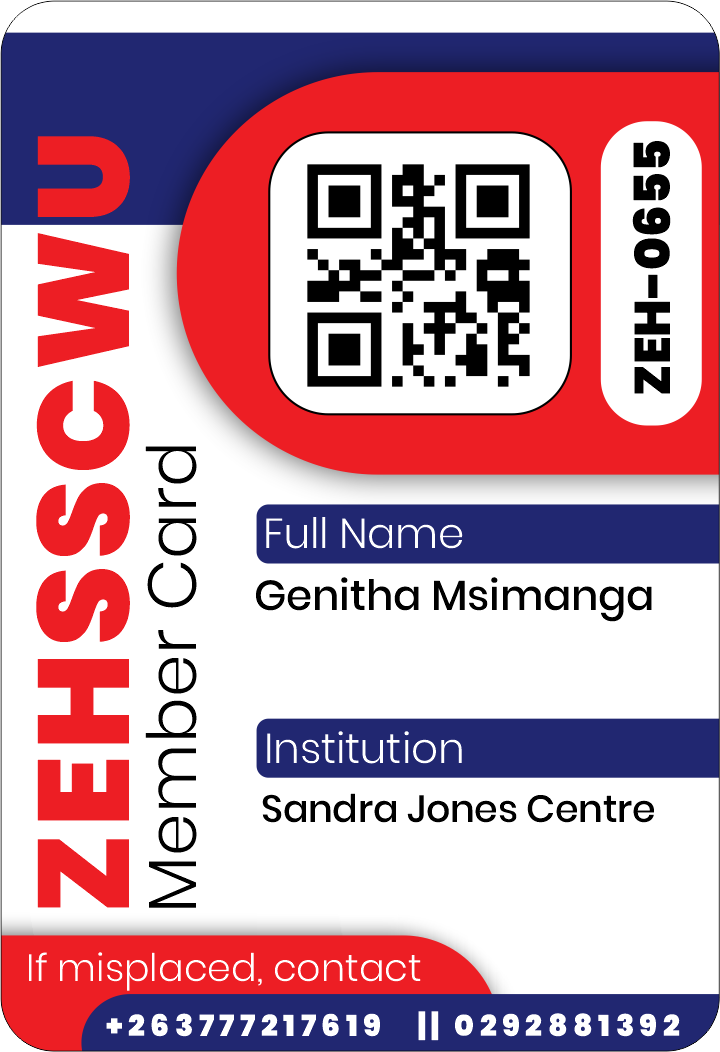 ZEHSSCWU
Member Card
ZEH-0655
Full Name
Genitha Msimanga
Institution
Sandra Jones Centre
If misplaced, contact
+263777217619 || 0292881392